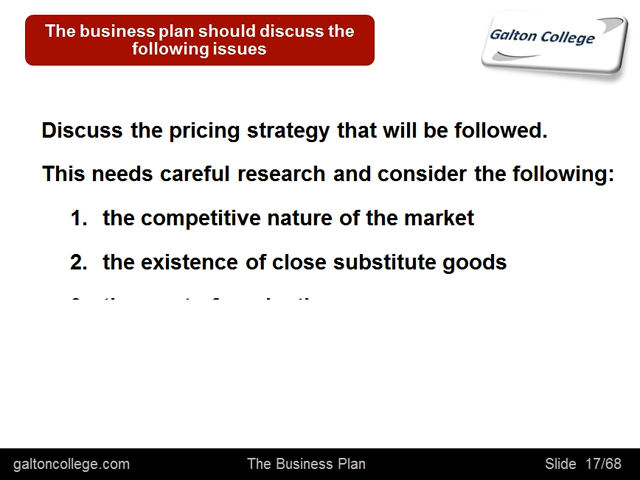 The business plan should discuss the
following issues
Galton College
Discuss the pricing strategy that will be followed.
This needs careful research and consider the following:
1. the competitive nature of the market
2. the existence of close substitute goods
galtoncollege.com The Business Plan Slide 17/68